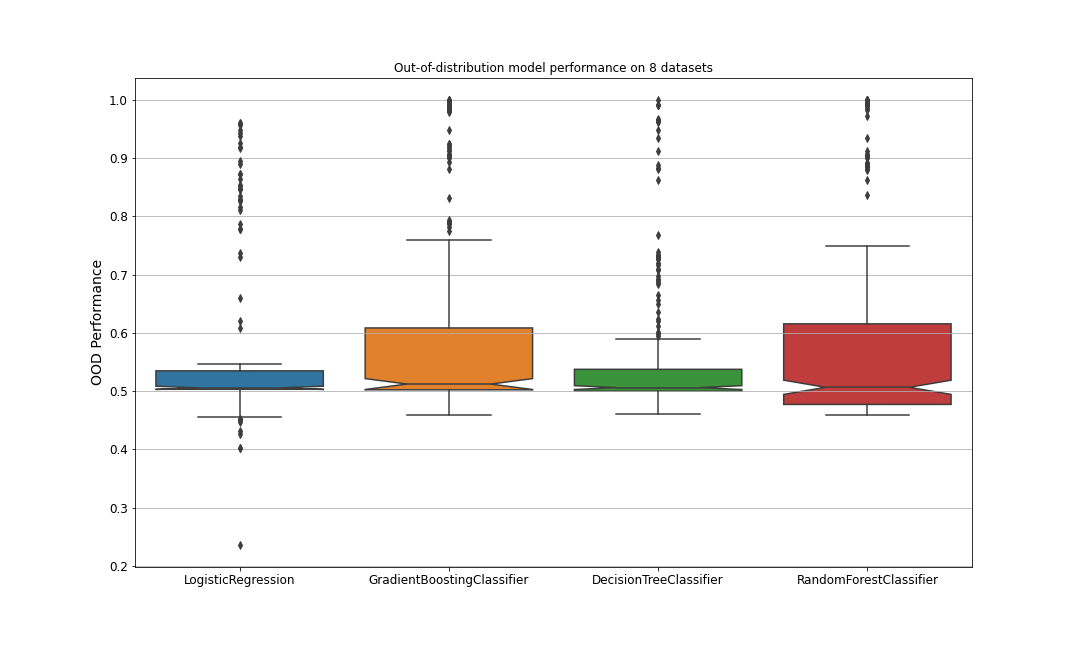 Out-of-distribution model performance on 8 datasets
OOD Performance
1.0
0.9
0.8
0.7
0.6
0.5
0.4
0.3
0.2
LogisticRegression
GradientBoostingClassifier
DecisionTreeClassifier
RandomForestClassifier